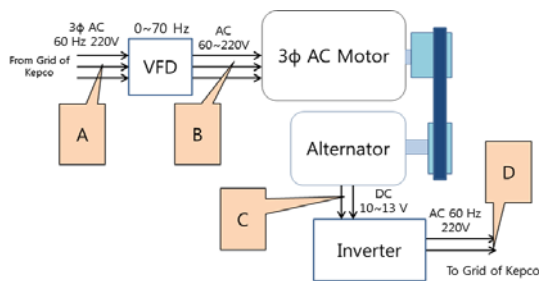 3ϕ AC
60 Hz 220V
From Grid of
Kepco
0~70 Hz
VFD
AC
60~220V
3ϕ AC Motor
A
B
Alternator
D
C
DC
10~13 V
AC 60 Hz
220V
Inverter
To Grid of Kepco